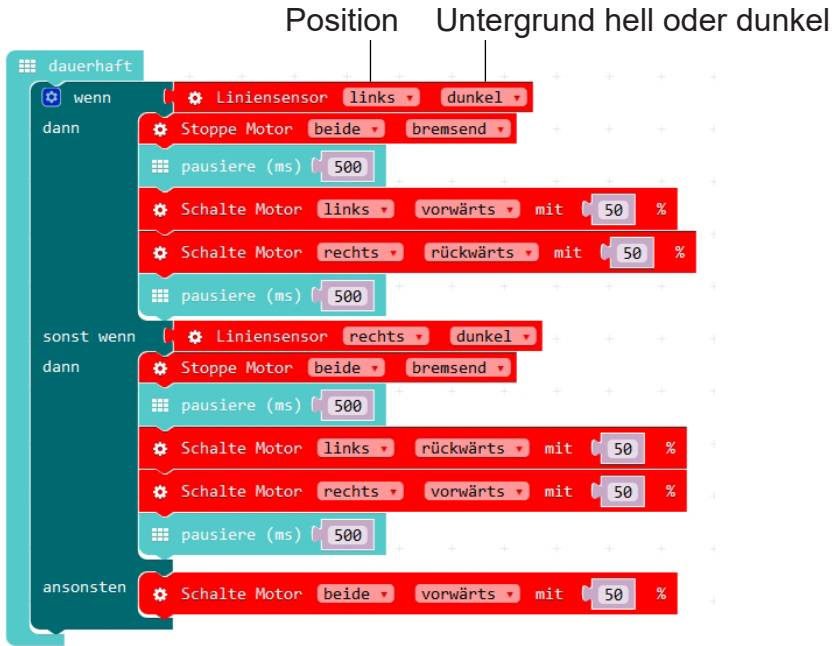 Position Untergrund hell oder dunkel
dauerhaft
wenn Liniensensor links dunkel
dann Stoppe Motor beide bremsend
pausiere (ms) 500
Schalte Motor links vorwärts mit 50 %
Schalte Motor rechts rückwärts mit 50 %
pausiere (ms) 500
sonst wenn Liniensensor rechts dunkel
dann Stoppe Motor beide bremsend
pausiere (ms) 500
Schalte Motor links rückwärts mit 50 %
Schalte Motor rechts vorwärts mit 50 %
pausiere (ms) 500
ansonsten Schalte Motor beide vorwärts mit 50 %